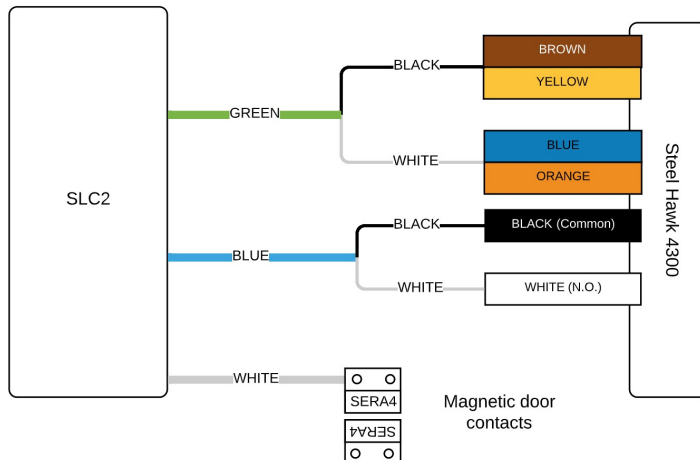 BROWN
BLACK
YELLOW
GREEN
BLUE
WHITE
ORANGE
SLC2
Steel Hawk 4300
BLACK
BLACK (Common)
BLUE
WHITE
WHITE (N.O.)
WHITE
SERA4
Magnetic door
contacts
SERA4